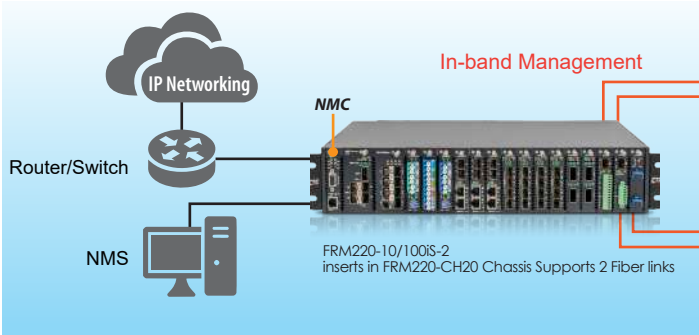 In-band Management
IP Networking
NMC
Router/Switch
NMS
FRM220-10/100iS-2
inserts in FRM220-CH20 Chassis Supports 2 Fiber links